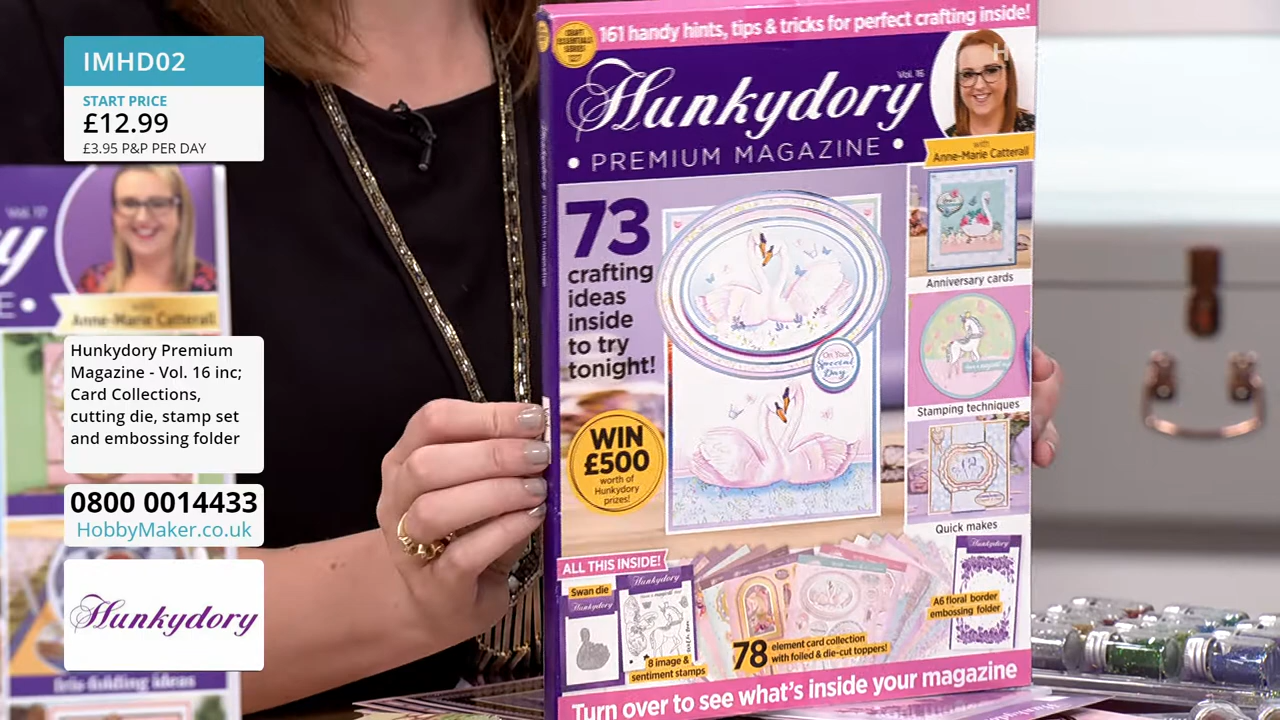 IMHD02
START PRICE
£12.99
£3.95 P&P PER DAY
Hunkydory Premium
Magazine - Vol. 16 inc;
Card Collections,
cutting die, stamp set
and embossing folder
0800 0014433
HobbyMaker.co.uk
Hunkydory
Vol. 17
with
Anne-Marie Catterall
Iris folding ideas
161 handy hints, tips & tricks for perfect crafting inside!
Hunkydory
Vol. 16
• PREMIUM MAGAZINE •
with
Anne-Marie Catterall
73
crafting
ideas
inside
to try
tonight!
On Your
Special
Day
WIN
£500
worth of
Hunkydory
prizes!
Anniversary cards
Stamping techniques
Quick makes
ALL THIS INSIDE!
Swan die
Hunkydory
Hunkydory
8 image &
sentiment stamps
78 element card collection
with foiled & die-cut toppers!
Hunkydory
A6 floral border
embossing folder
Turn over to see what's inside your magazine